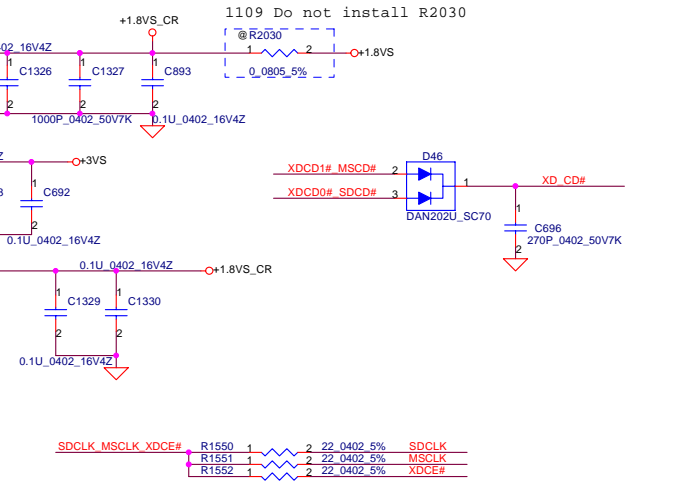 1109 Do not install R2030
+1.8VS_CR
@ R2030
02_16V4Z
1 2 +1.8VS
0_0805_5%
1 1 1
C1326 C1327 C893
2 2 2
1000P_0402_50V7K 0.1U_0402_16V4Z
Z +3VS
D46
XDCD1#_MSCD# 2
1 XD_CD#
XDCD0#_SDCD# 3
DAN202U_SC70
1
C692
2
0.1U_0402_16V4Z
1
C696
270P_0402_50V7K
2
0.1U_0402_16V4Z +1.8VS_CR
1 1
C1329 C1330
2 2
0.1U_0402_16V4Z
SDCLK_MSCLK_XDCE# R1550 1 2 22_0402_5% SDCLK
R1551 1 2 22_0402_5% MSCLK
R1552 1 2 22_0402_5% XDCE#